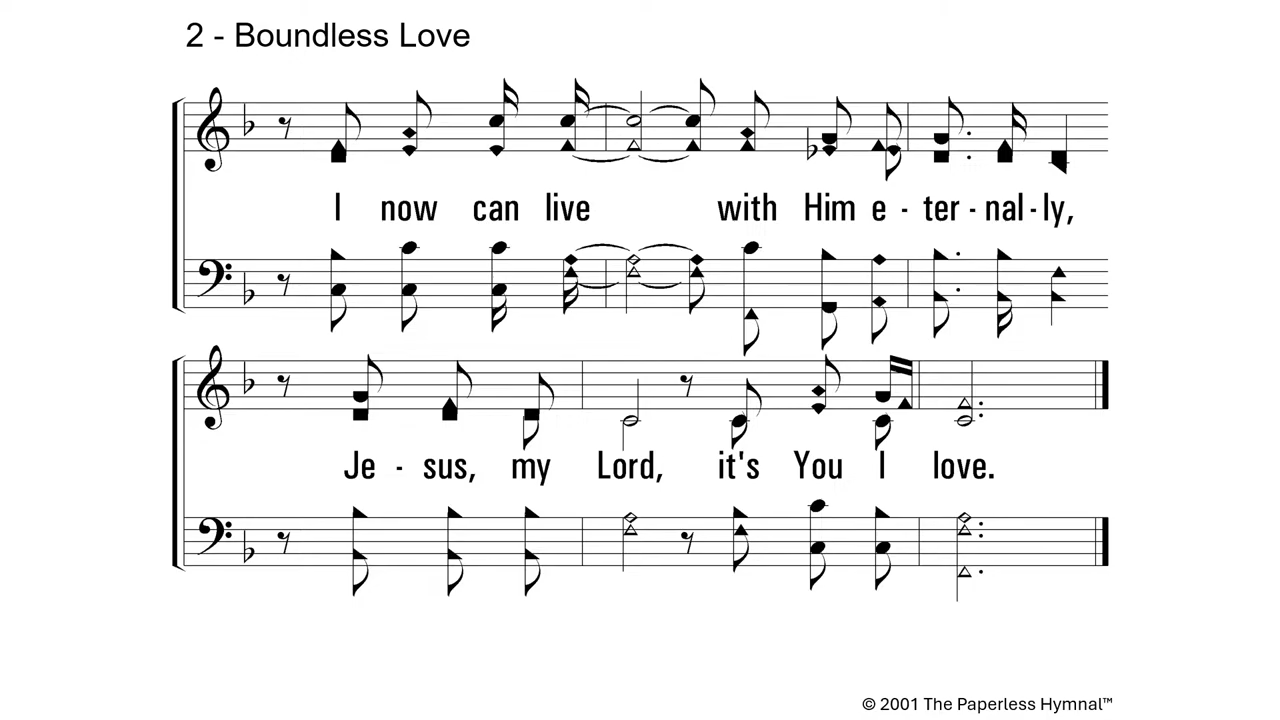 2 - Boundless Love
I now can live with Him e - ter - nal - ly,
Je - sus, my Lord, it's You I love.
© 2001 The Paperless Hymnal™